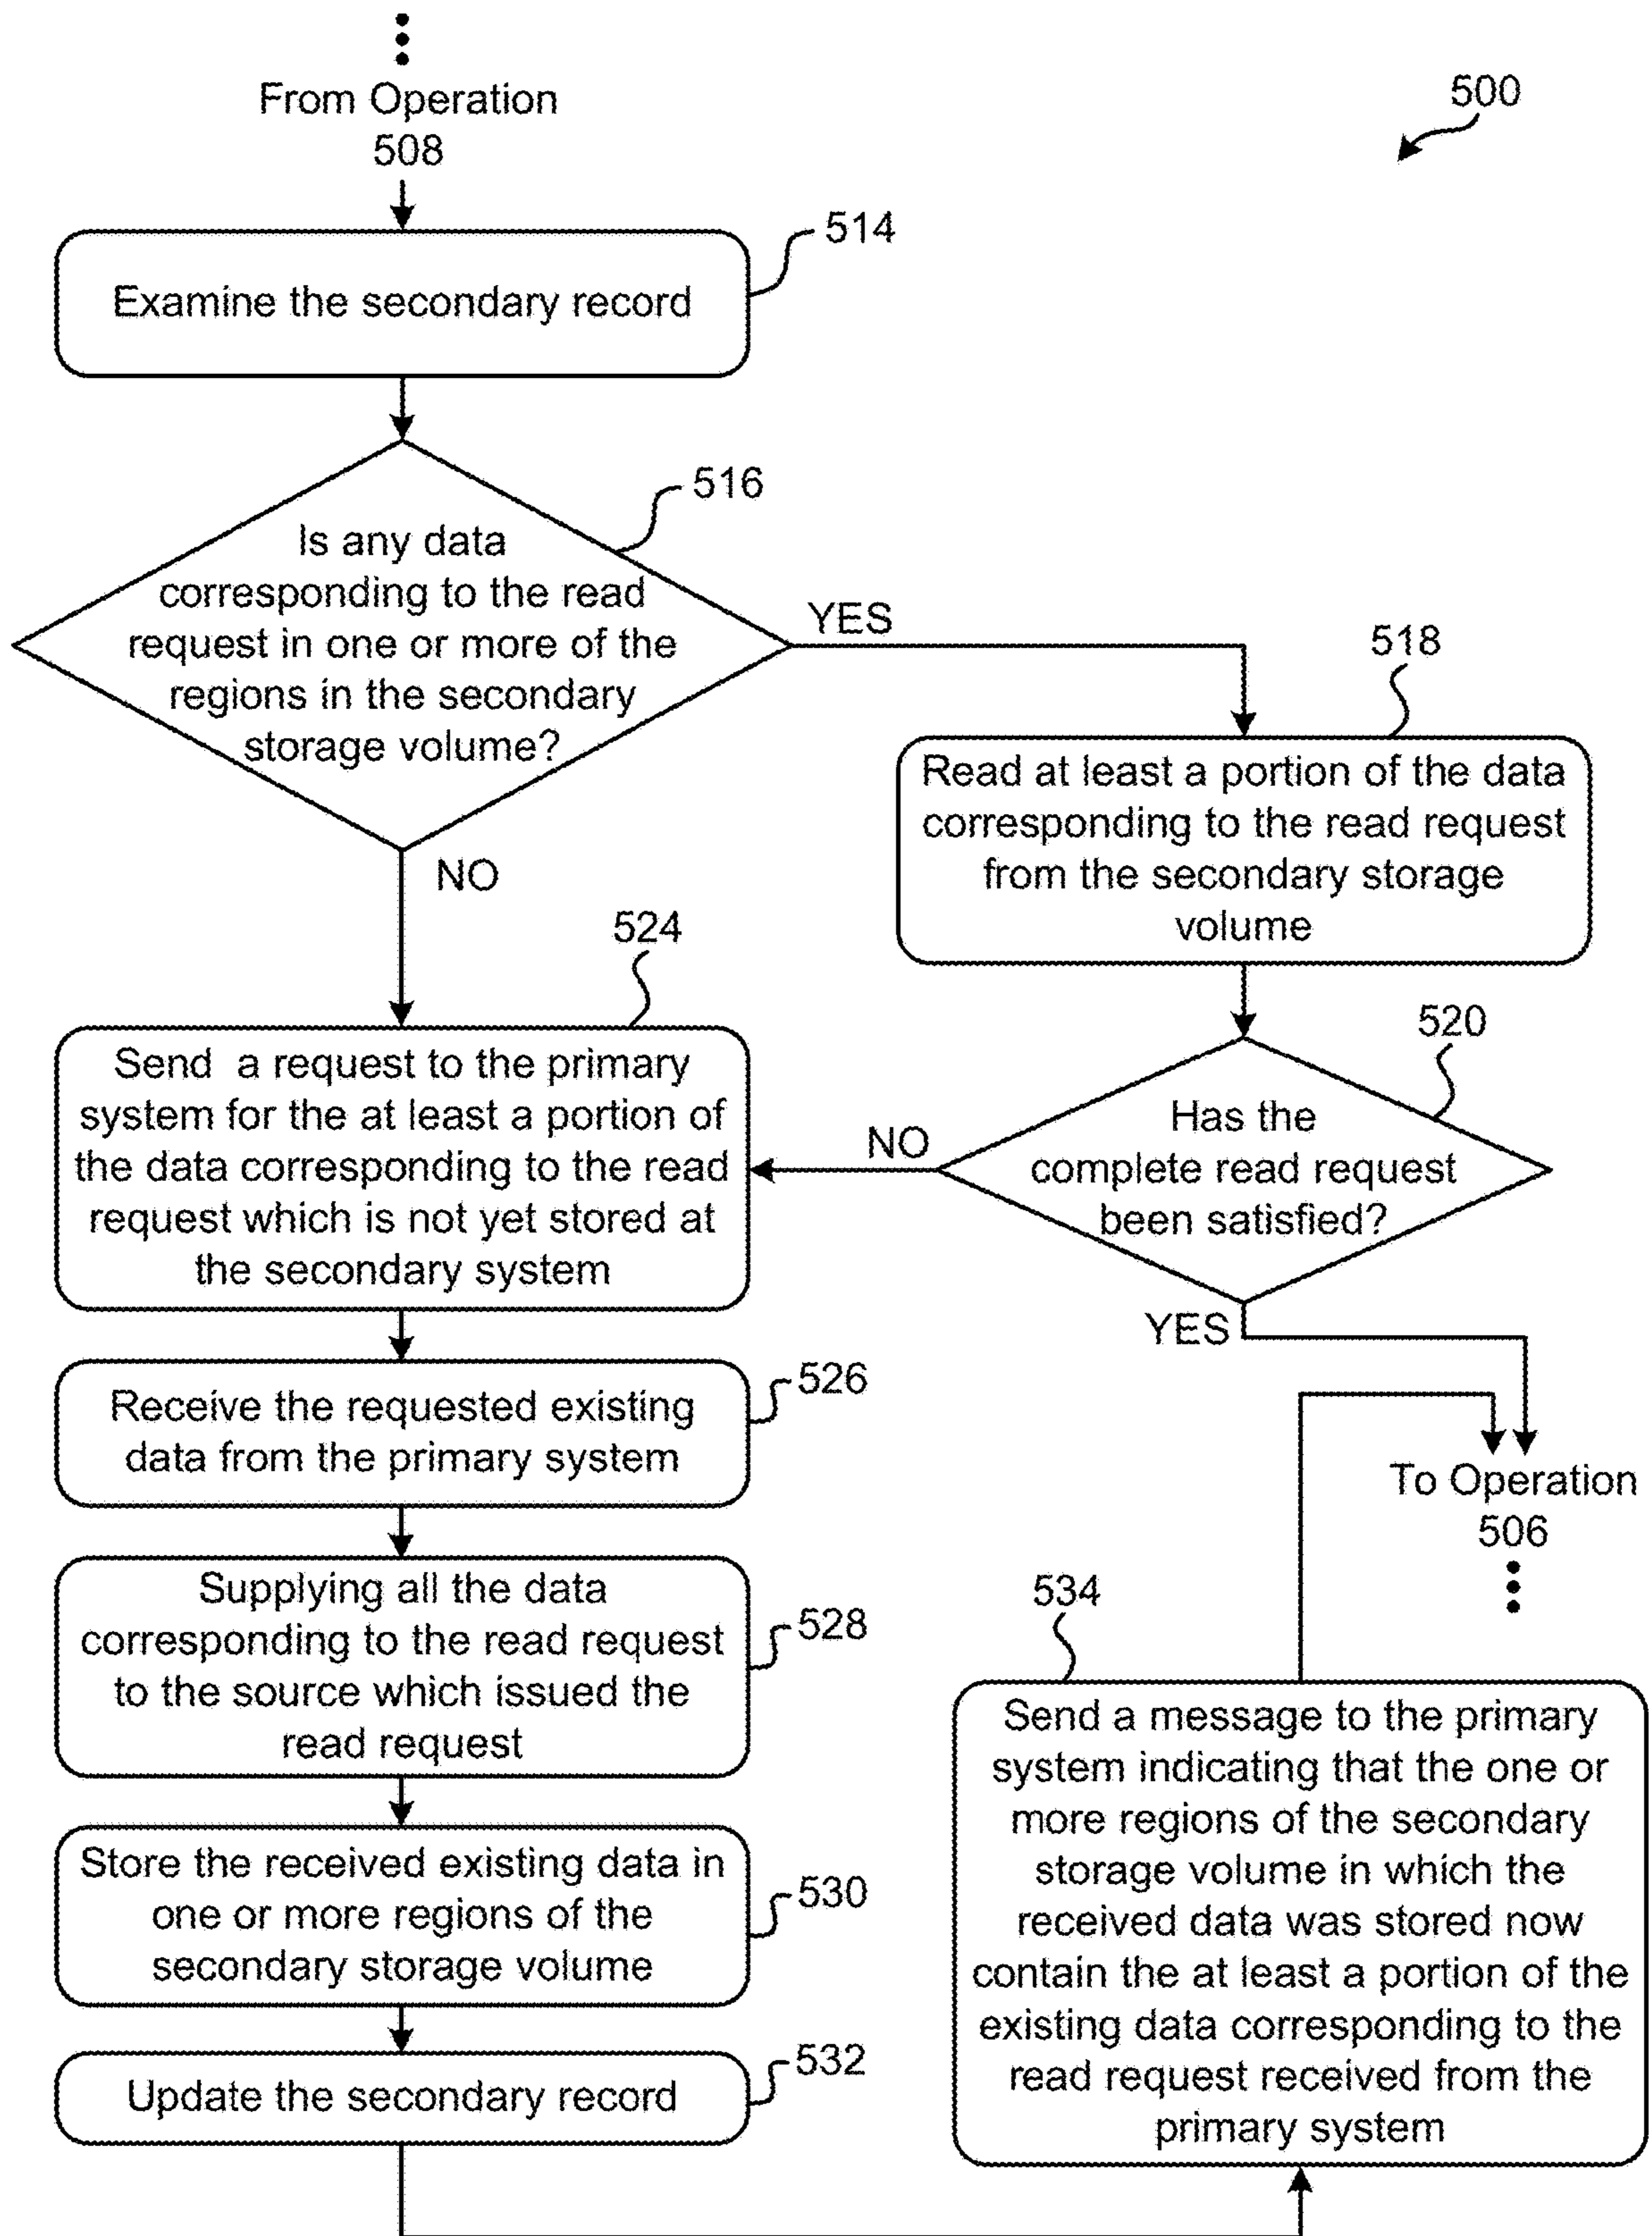 From Operation
508
500
514
Examine the secondary record
516
Is any data
corresponding to the read
request in one or more of the
regions in the secondary
storage volume?
YES
NO
518
Read at least a portion of the data
corresponding to the read request
from the secondary storage
volume
520
Has the
complete read request
been satisfied?
NO
YES
524
Send a request to the primary
system for the at least a portion of
the data corresponding to the read
request which is not yet stored at
the secondary system
526
Receive the requested existing
data from the primary system
528
Supplying all the data
corresponding to the read request
to the source which issued the
read request
530
Store the received existing data in
one or more regions of the
secondary storage volume
532
Update the secondary record
534
Send a message to the primary
system indicating that the one or
more regions of the secondary
storage volume in which the
received data was stored now
contain the at least a portion of the
existing data corresponding to the
read request received from the
primary system
To Operation
506